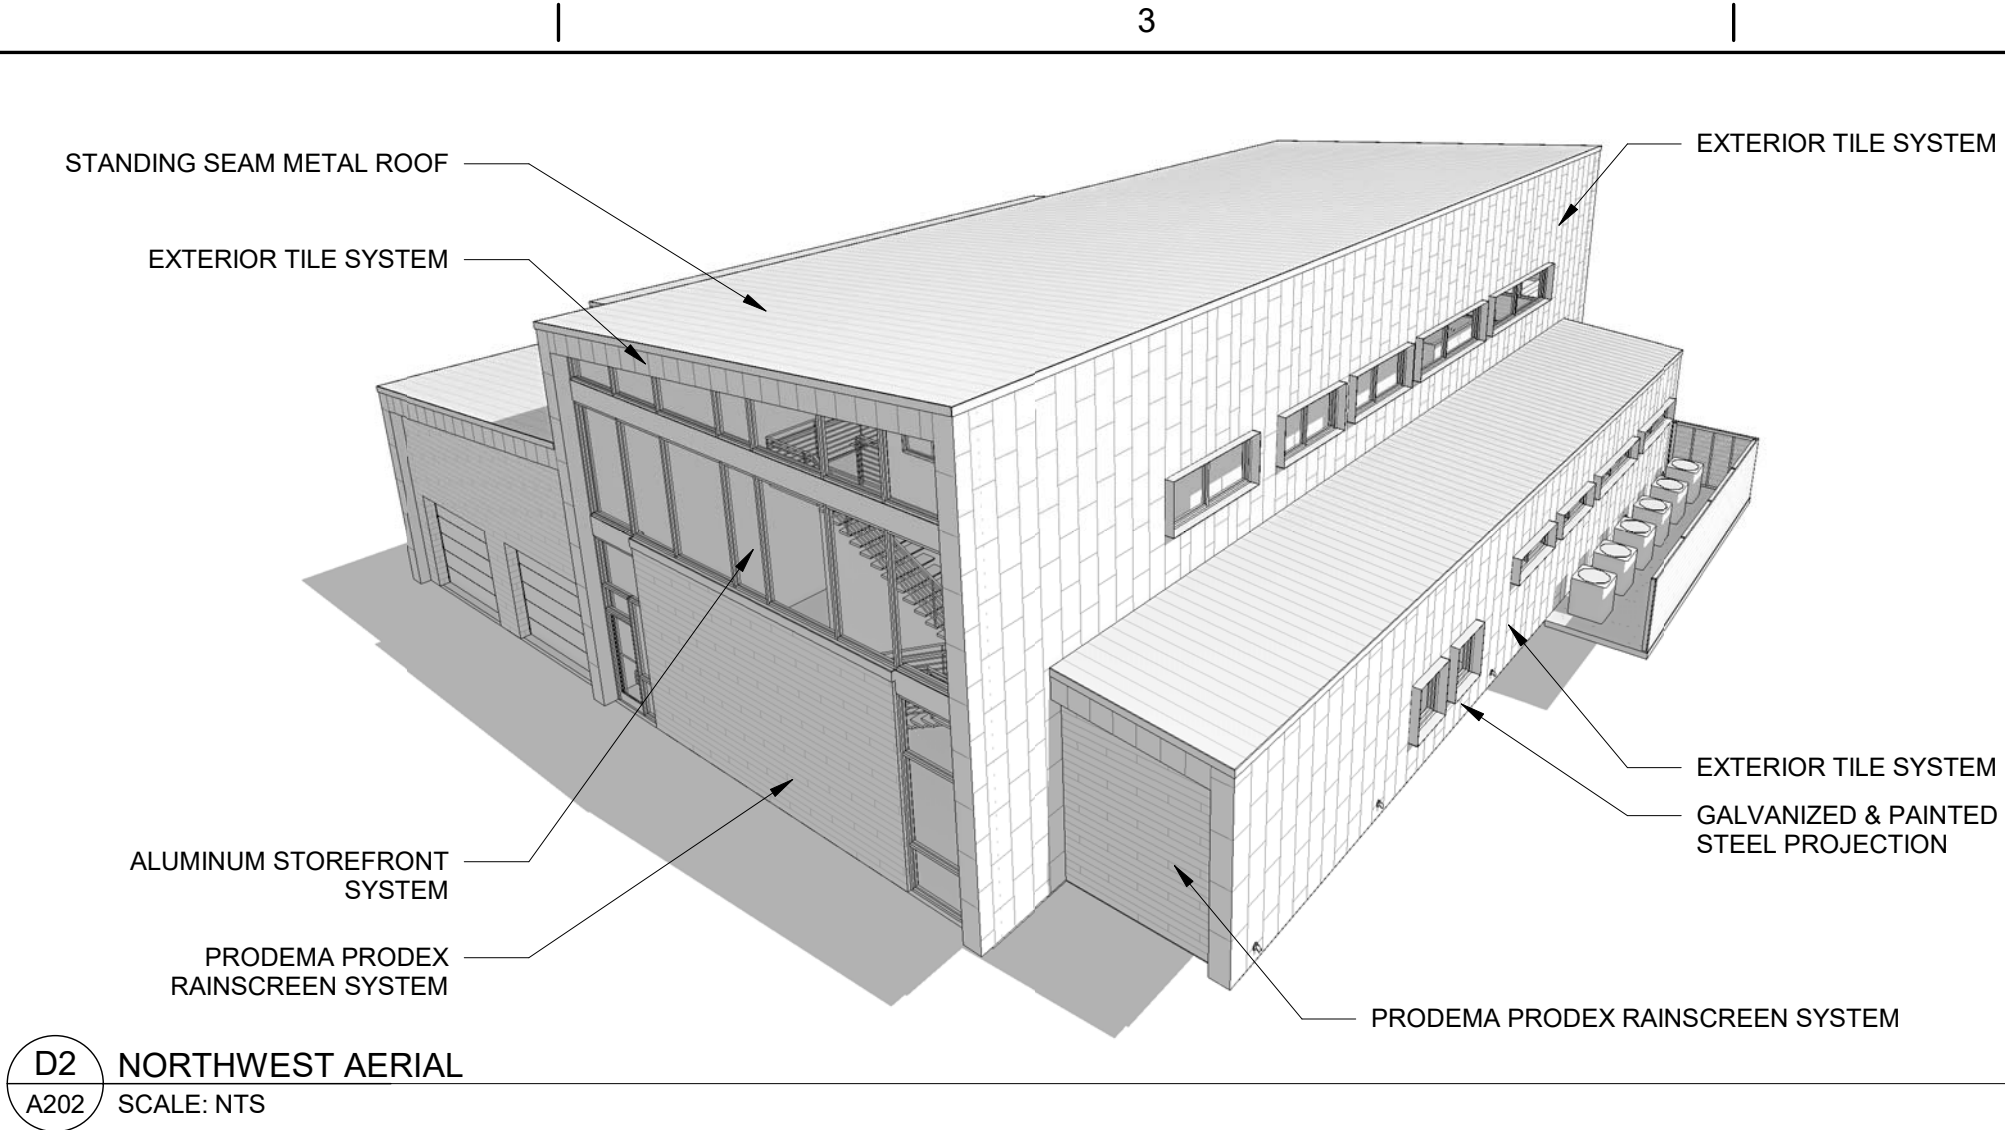 3
STANDING SEAM METAL ROOF
EXTERIOR TILE SYSTEM
EXTERIOR TILE SYSTEM
ALUMINUM STOREFRONT
SYSTEM
PRODEMA PRODEX
RAINSCREEN SYSTEM
EXTERIOR TILE SYSTEM
GALVANIZED & PAINTED
STEEL PROJECTION
PRODEMA PRODEX RAINSCREEN SYSTEM
D2
NORTHWEST AERIAL
A202
SCALE: NTS